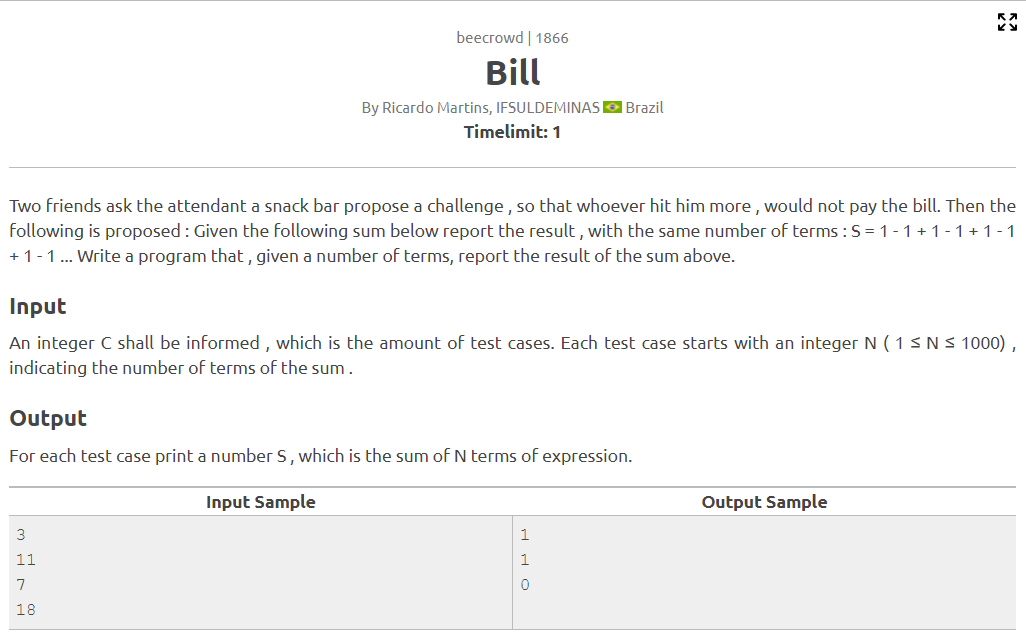 beecrowd | 1866
Bill
By Ricardo Martins, IFSULDEMINAS Brazil
Timelimit: 1
Two friends ask the attendant a snack bar propose a challenge , so that whoever hit him more , would not pay the bill. Then the
following is proposed : Given the following sum below report the result , with the same number of terms : S = 1 - 1 + 1 - 1 + 1 - 1
+ 1 - 1 ... Write a program that , given a number of terms, report the result of the sum above.
Input
An integer C shall be informed , which is the amount of test cases. Each test case starts with an integer N ( 1 ≤ N ≤ 1000) ,
indicating the number of terms of the sum .
Output
For each test case print a number S , which is the sum of N terms of expression.
Input Sample
Output Sample
3
11
7
18
1
1
0